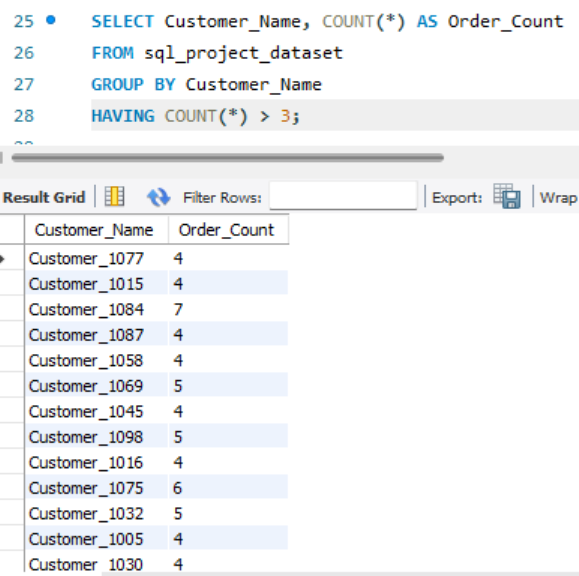 25 SELECT Customer_Name, COUNT(*) AS Order_Count
26 FROM sql_project_dataset
27 GROUP BY Customer_Name
28 HAVING COUNT(*) > 3;
Result Grid Filter Rows: Export: Wrap
Customer_Name Order_Count
Customer_1077 4
Customer_1015 4
Customer_1084 7
Customer_1087 4
Customer_1058 4
Customer_1069 5
Customer_1045 4
Customer_1098 5
Customer_1016 4
Customer_1075 6
Customer_1032 5
Customer_1005 4
Customer_1030 4